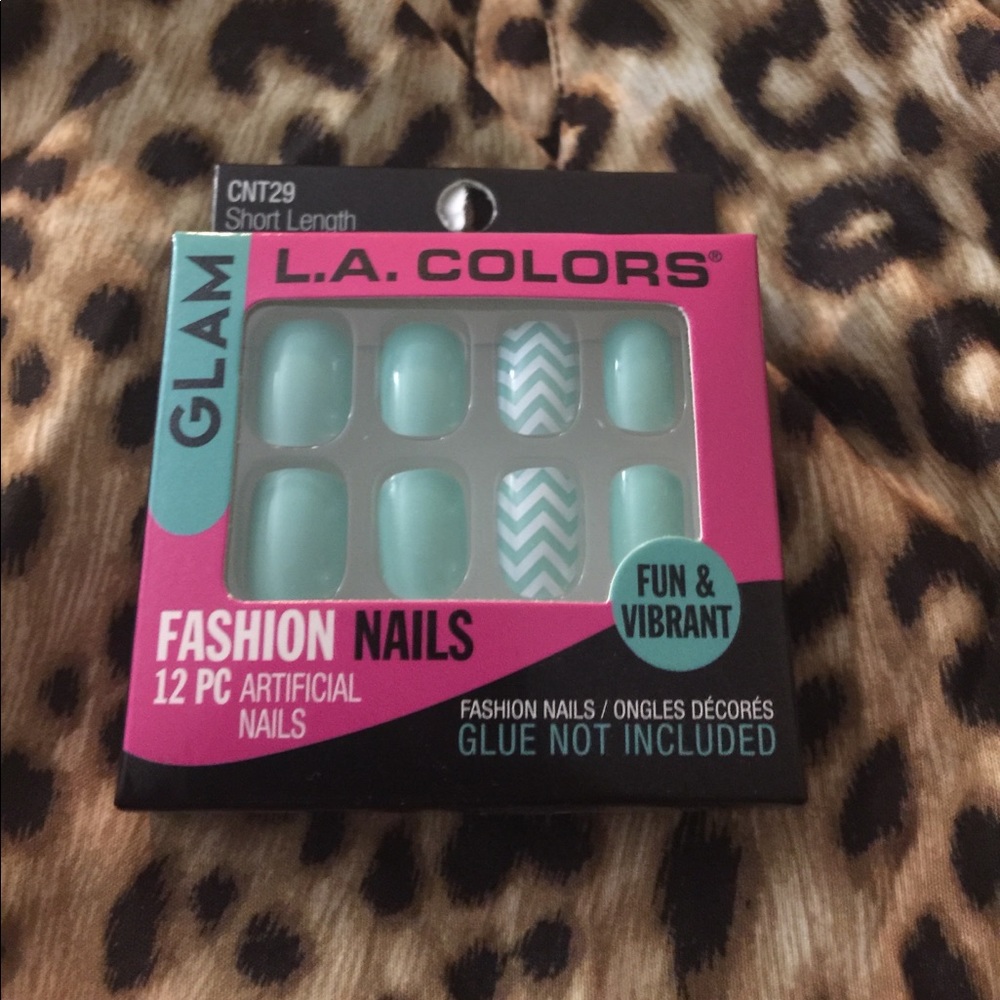 CNT29
Short Length
L.A. COLORS®
GLAM
FUN &
VIBRANT
FASHION NAILS
12 PC ARTIFICIAL
NAILS
FASHION NAILS / ONGLES DÉCORÉS
GLUE NOT INCLUDED